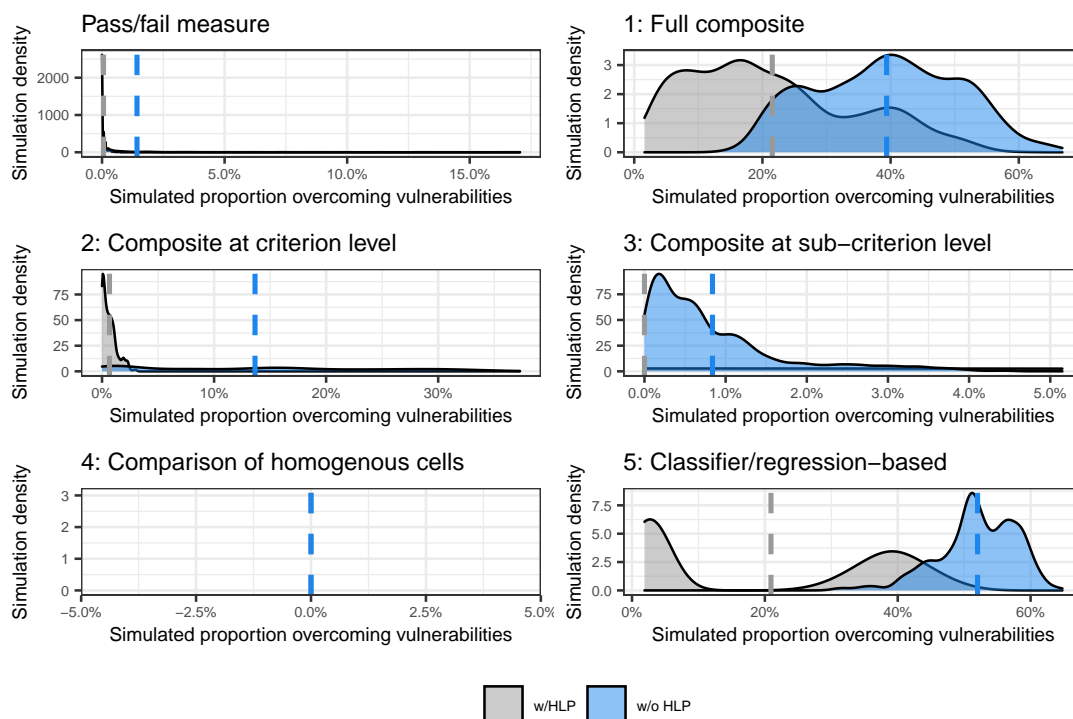 Pass/fail measure
Simulation density
2000
1000
0
0.0%
5.0%
10.0%
15.0%
Simulated proportion overcoming vulnerabilities
1: Full composite
Simulation density
3
2
1
0
20%
40%
60%
Simulated proportion overcoming vulnerabilities
2: Composite at criterion level
Simulation density
75
50
25
0
0%
10%
20%
30%
Simulated proportion overcoming vulnerabilities
3: Composite at sub−criterion level
Simulation density
75
50
25
0
0.0%
1.0%
2.0%
3.0%
4.0%
5.0%
Simulated proportion overcoming vulnerabilities
4: Comparison of homogenous cells
Simulation density
3
2
1
0
−5.0%
−2.5%
0.0%
2.5%
5.0%
Simulated proportion overcoming vulnerabilities
5: Classifier/regression−based
Simulation density
7.5
5.0
2.5
0.0
0%
20%
40%
60%
Simulated proportion overcoming vulnerabilities
w/HLP
w/o HLP